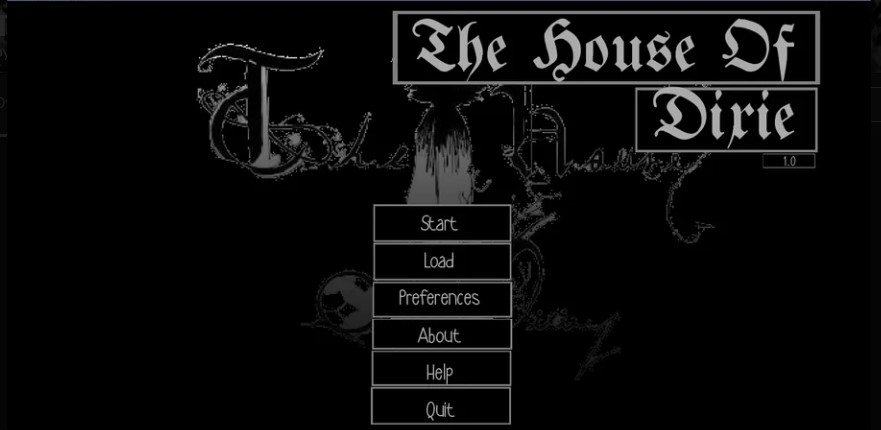 The House Of
Dixie
1.0
Start
Load
Preferences
About
Help
Quit